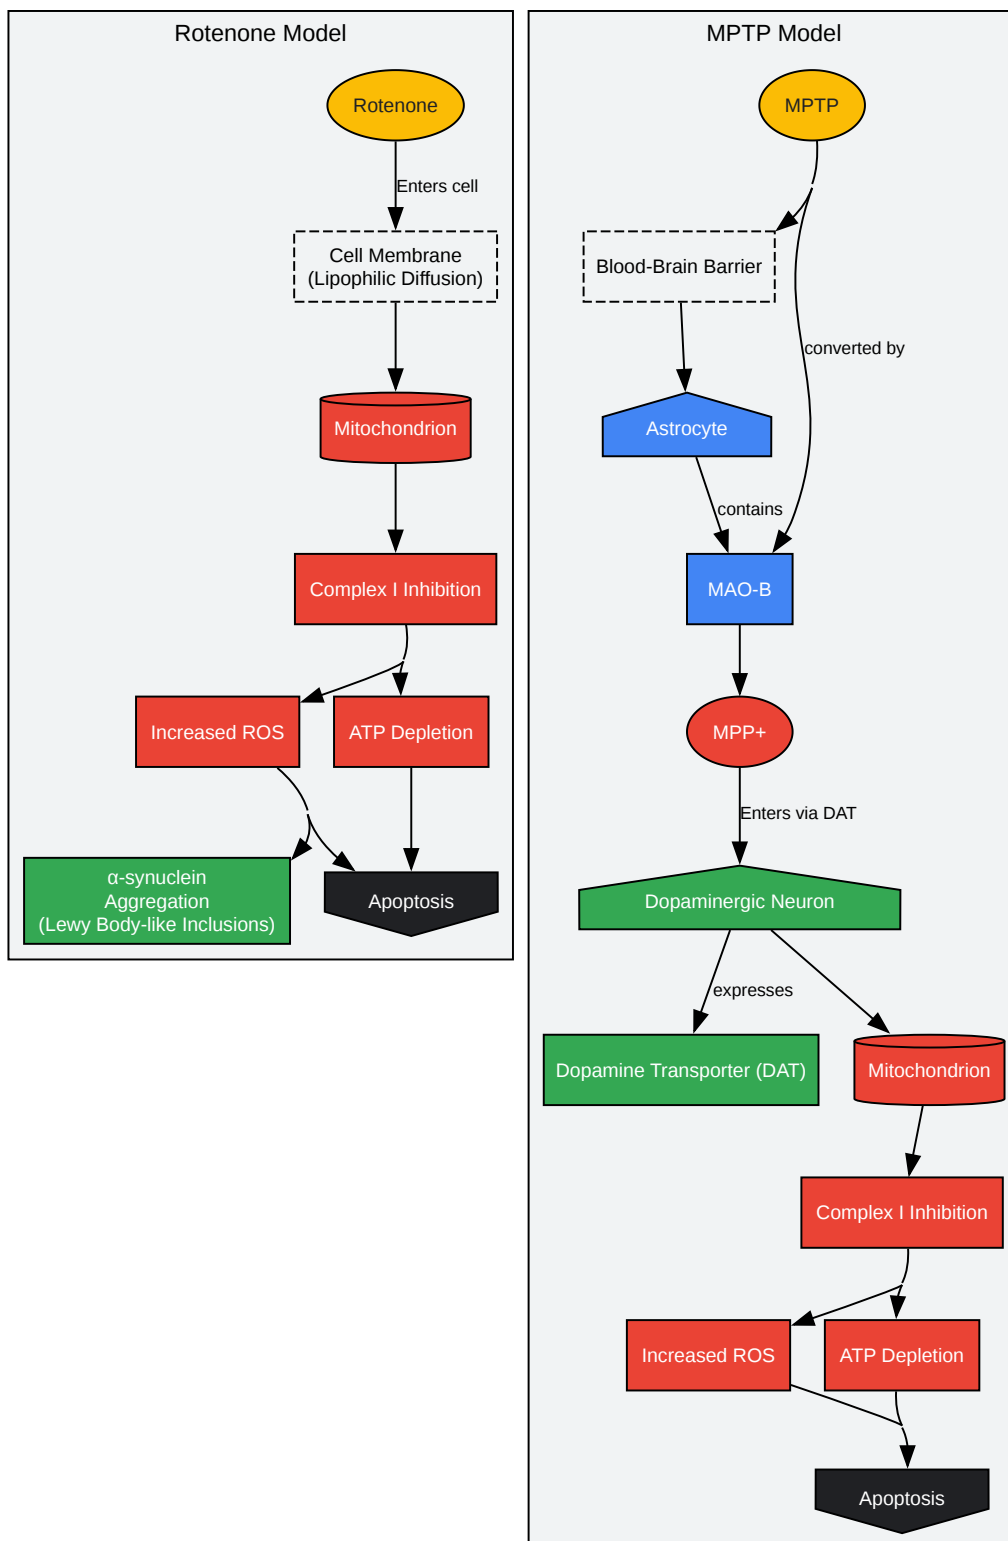 Rotenone Model
Rotenone
Enters cell
Cell Membrane
(Lipophilic Diffusion)
Mitochondrion
Complex I Inhibition
Increased ROS
ATP Depletion
α-synuclein
Aggregation
(Lewy Body-like Inclusions)
Apoptosis
MPTP Model
MPTP
Blood-Brain Barrier
converted by
Astrocyte
contains
MAO-B
MPP+
Enters via DAT
Dopaminergic Neuron
expresses
Dopamine Transporter (DAT)
Mitochondrion
Complex I Inhibition
Increased ROS
ATP Depletion
Apoptosis